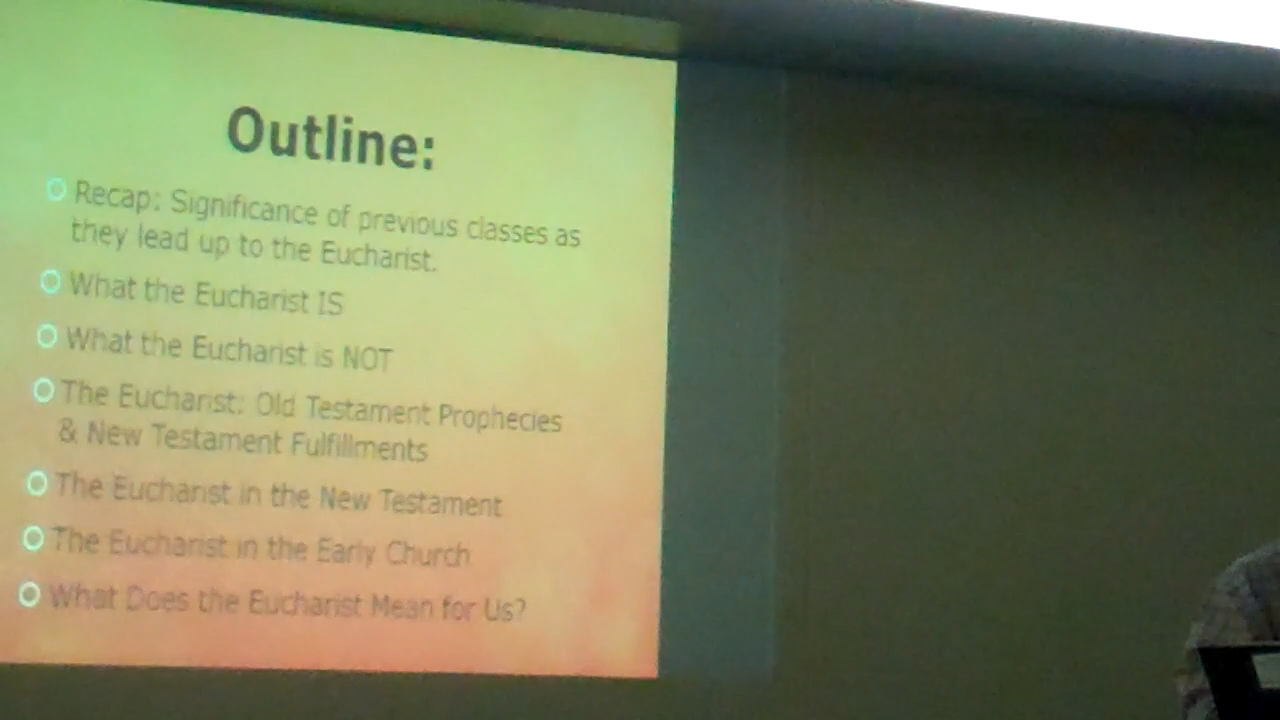 Outline:
Recap: Significance of previous classes as
they lead up to the Eucharist.
What the Eucharist IS
What the Eucharist is NOT
The Eucharist: Old Testament Prophecies
& New Testament Fulfillments
The Eucharist in the New Testament
The Eucharist in the Early Church
What Does the Eucharist Mean for Us?